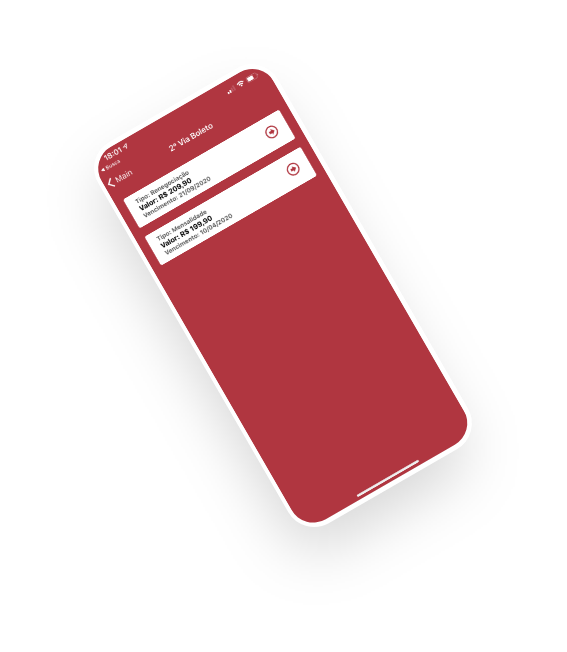 18:01
Busca
Main
2ª Via Boleto
Tipo: Renegociação
Valor: R$ 209,90
Vencimento: 21/09/2020
Tipo: Mensalidade
Valor: R$ 199,90
Vencimento: 10/04/2020